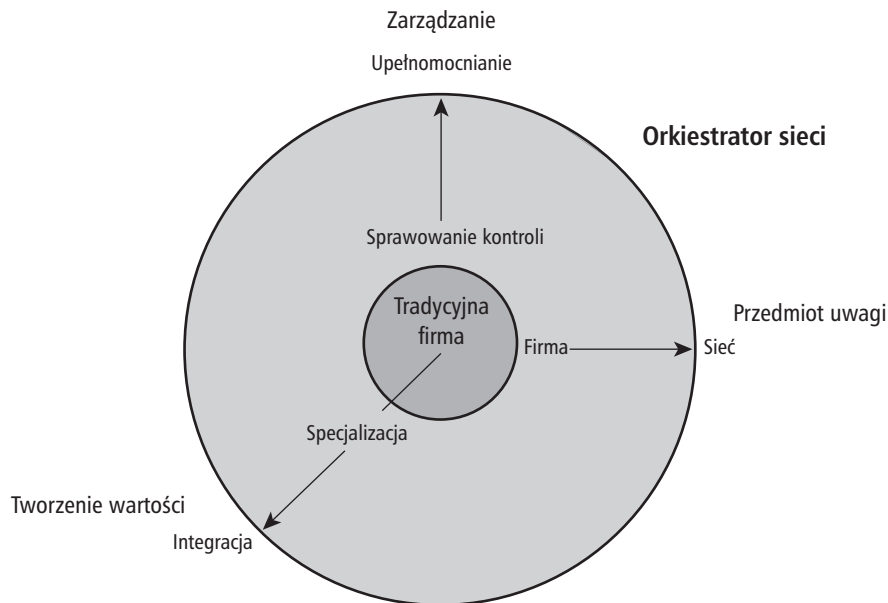 Zarządzanie
Upełnomocnianie
Orkiestrator sieci
Sprawowanie kontroli
Tradycyjna
firma
Przedmiot uwagi
Firma
Sieć
Specjalizacja
Tworzenie wartości
Integracja